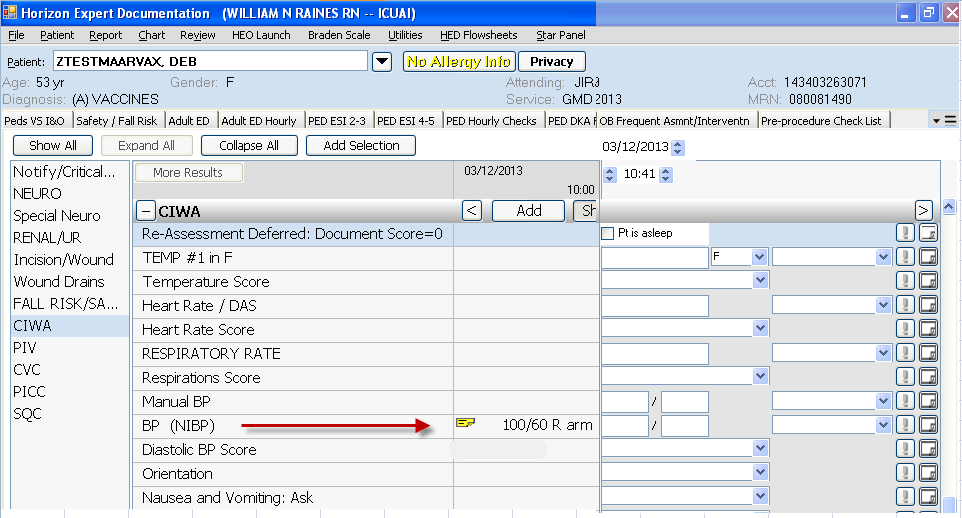 Horizon Expert Documentation (WILLIAM N RAINES RN -- ICUAI)
File Patient Report Chart Review HEO Launch Braden Scale Utilities HED Flowsheets Star Panel
Patient: ZTESTMAARVAX, DEB No Allergy Info Privacy
Age: 53 yr Gender: F Attending: Acct: 143403263071
Diagnosis: (A) VACCINES Service: GMD2013 MRN: 080081490
Peds VS I&O Safety / Fall Risk Adult ED Adult ED Hourly PED ESI 2-3 PED ESI 4-5 PED Hourly Checks PED DKA OB Frequent Asmnt/Interventn Pre-procedure Check List
Show All Expand All Collapse All Add Selection 03/12/2013
Notify/Critical...
NEURO
Special Neuro
RENAL/UR
Incision/Wound
Wound Drains
FALL RISK/SA...
CIWA
PIV
CVC
PICC
SQC
More Results 03/12/2013 10:41
10:00
CIWA < Add Sh >
Re-Assessment Deferred: Document Score=0 Pt is asleep
TEMP #1 in F F
Temperature Score
Heart Rate / DAS
Heart Rate Score
RESPIRATORY RATE
Respirations Score
Manual BP /
BP (NIBP) 100/60 R arm /
Diastolic BP Score
Orientation
Nausea and Vomiting: Ask